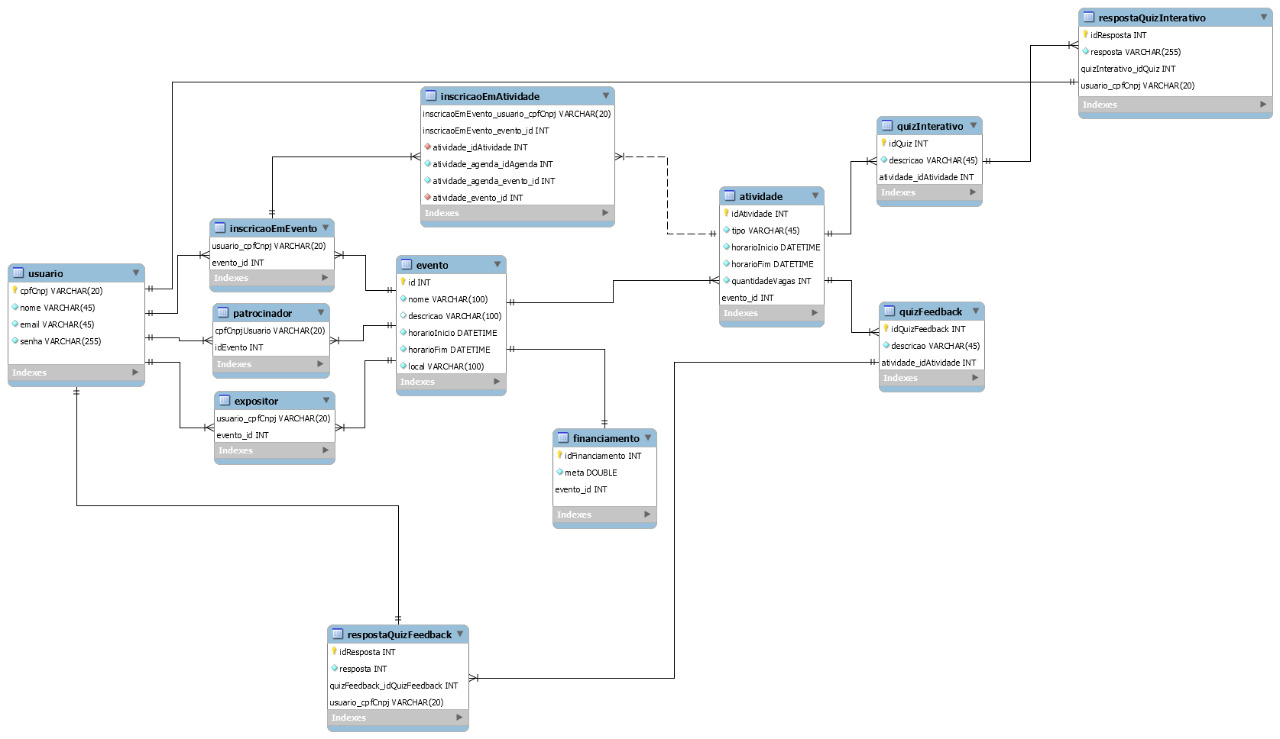 respostaQuizInterativo
idResposta INT
resposta VARCHAR(255)
quizInterativo_idQuiz INT
usuario_cpfCnpj VARCHAR(20)
Indexes
inscricaoEmAtividade
inscricaoEmEvento_usuario_cpfCnpj VARCHAR(20)
inscricaoEmEvento_evento_id INT
atividade_idAtividade INT
atividade_agenda_idAgenda INT
atividade_agenda_evento_id INT
atividade_evento_id INT
Indexes
quizInterativo
idQuiz INT
descricao VARCHAR(45)
atividade_idAtividade INT
Indexes
atividade
idAtividade INT
tipo VARCHAR(45)
horarioInicio DATETIME
horarioFim DATETIME
quantidadeVagas INT
evento_id INT
Indexes
inscricaoEmEvento
usuario_cpfCnpj VARCHAR(20)
evento_id INT
Indexes
usuario
cpfCnpj VARCHAR(20)
nome VARCHAR(45)
email VARCHAR(45)
senha VARCHAR(255)
Indexes
evento
id INT
nome VARCHAR(100)
descricao VARCHAR(100)
horarioInicio DATETIME
horarioFim DATETIME
local VARCHAR(100)
Indexes
patrocinador
cpfCnpjUsuario VARCHAR(20)
idEvento INT
Indexes
quizFeedback
idQuizFeedback INT
descricao VARCHAR(45)
atividade_idAtividade INT
Indexes
expositor
usuario_cpfCnpj VARCHAR(20)
evento_id INT
Indexes
financiamento
idFinanciamento INT
meta DOUBLE
evento_id INT
Indexes
respostaQuizFeedback
idResposta INT
resposta INT
quizFeedback_idQuizFeedback INT
usuario_cpfCnpj VARCHAR(20)
Indexes